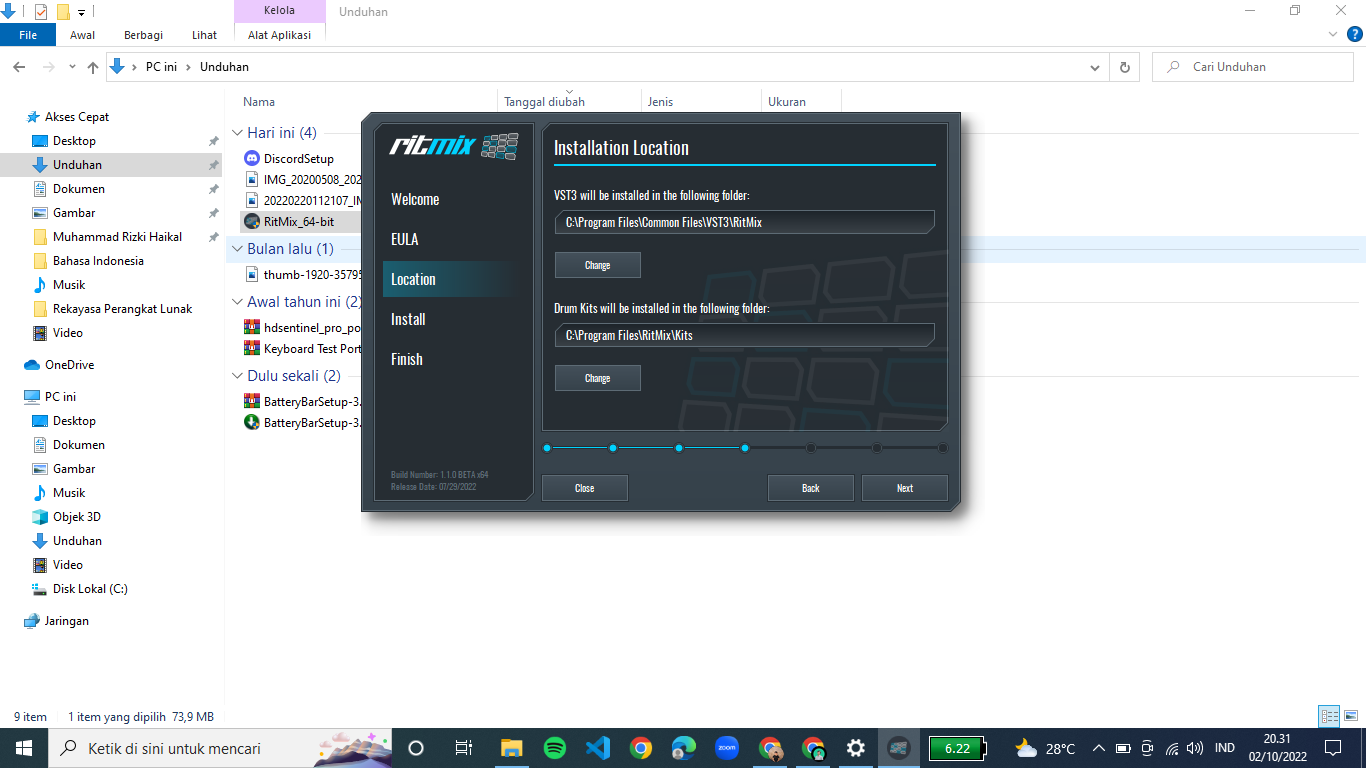 Kelola
Unduhan
File
Awal
Berbagi
Lihat
Alat Aplikasi
PC ini
Unduhan
Cari Unduhan
Nama
Tanggal diubah
Jenis
Ukuran
Akses Cepat
Desktop
Unduhan
Dokumen
Gambar
Muhammad Rizki Haikal
Bahasa Indonesia
Musik
Rekayasa Perangkat Lunak
Video
OneDrive
PC ini
Desktop
Dokumen
Gambar
Musik
Objek 3D
Unduhan
Video
Disk Lokal (C:)
Jaringan
Hari ini (4)
DiscordSetup
IMG_20200508_202
20220220112107_IM
RitMix_64-bit
Bulan lalu (1)
thumb-1920-35795
Awal tahun ini (2)
hdsentinel_pro_po
Keyboard Test Port
Dulu sekali (2)
BatteryBarSetup-3.
BatteryBarSetup-3.
ritmix
Welcome
EULA
Location
Install
Finish
Build Number: 1.1.0 BETA x64
Release Date: 07/29/2022
Installation Location
VST3 will be installed in the following folder:
C:\Program Files\Common Files\VST3\RitMix
Change
Drum Kits will be installed in the following folder:
C:\Program Files\RitMix\Kits
Change
Close
Back
Next
9 item
1 item yang dipilih 73,9 MB
Ketik di sini untuk mencari
zoom
6.22
28°C
IND
20.31
02/10/2022